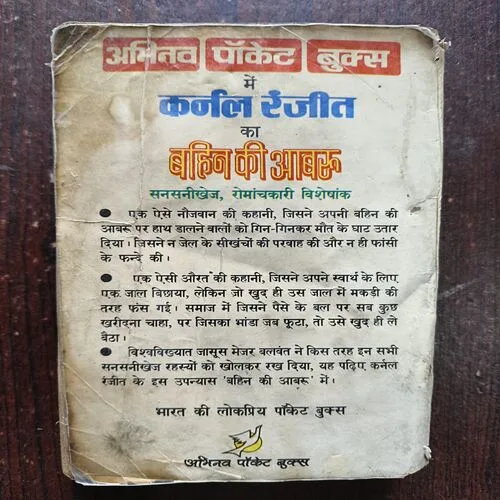 अभिनव पॉकेट बुक्स
में
कर्नल रंजीत
का
बहिन की आबरू
सनसनीखेज, रोमांचकारी विशेषांक
● एक ऐसे नौजवान की कहानी, जिसने अपनी बहिन की
आबरू पर हाथ डालने वालों को गिन-गिनकर मौत के घाट उतार
दिया। जिसने न जेल के सीखचों की परवाह की और न ही फांसी
के फन्दे की।
● एक ऐसी औरत की कहानी, जिसने अपने स्वार्थ के लिए
एक जाल बिछाया, लेकिन जो खुद ही उस जाल में मकड़ी की
तरह फंस गई। समाज में जिसने पैसे के बल पर सब कुछ
खरीदना चाहा, पर जिसका भांडा जब फूटा, तो उसे खुद ही ले
बैठा।
● विश्वविख्यात जासूस मेजर बलवंत ने किस तरह इन सभी
सनसनीखेज रहस्यों को खोलकर रख दिया, यह पढ़िए कर्नल
रंजीत के इस उपन्यास 'बहिन की आबरू' में।
भारत की लोकप्रिय पॉकेट बुक्स
अभिनव पॉकेट बुक्स